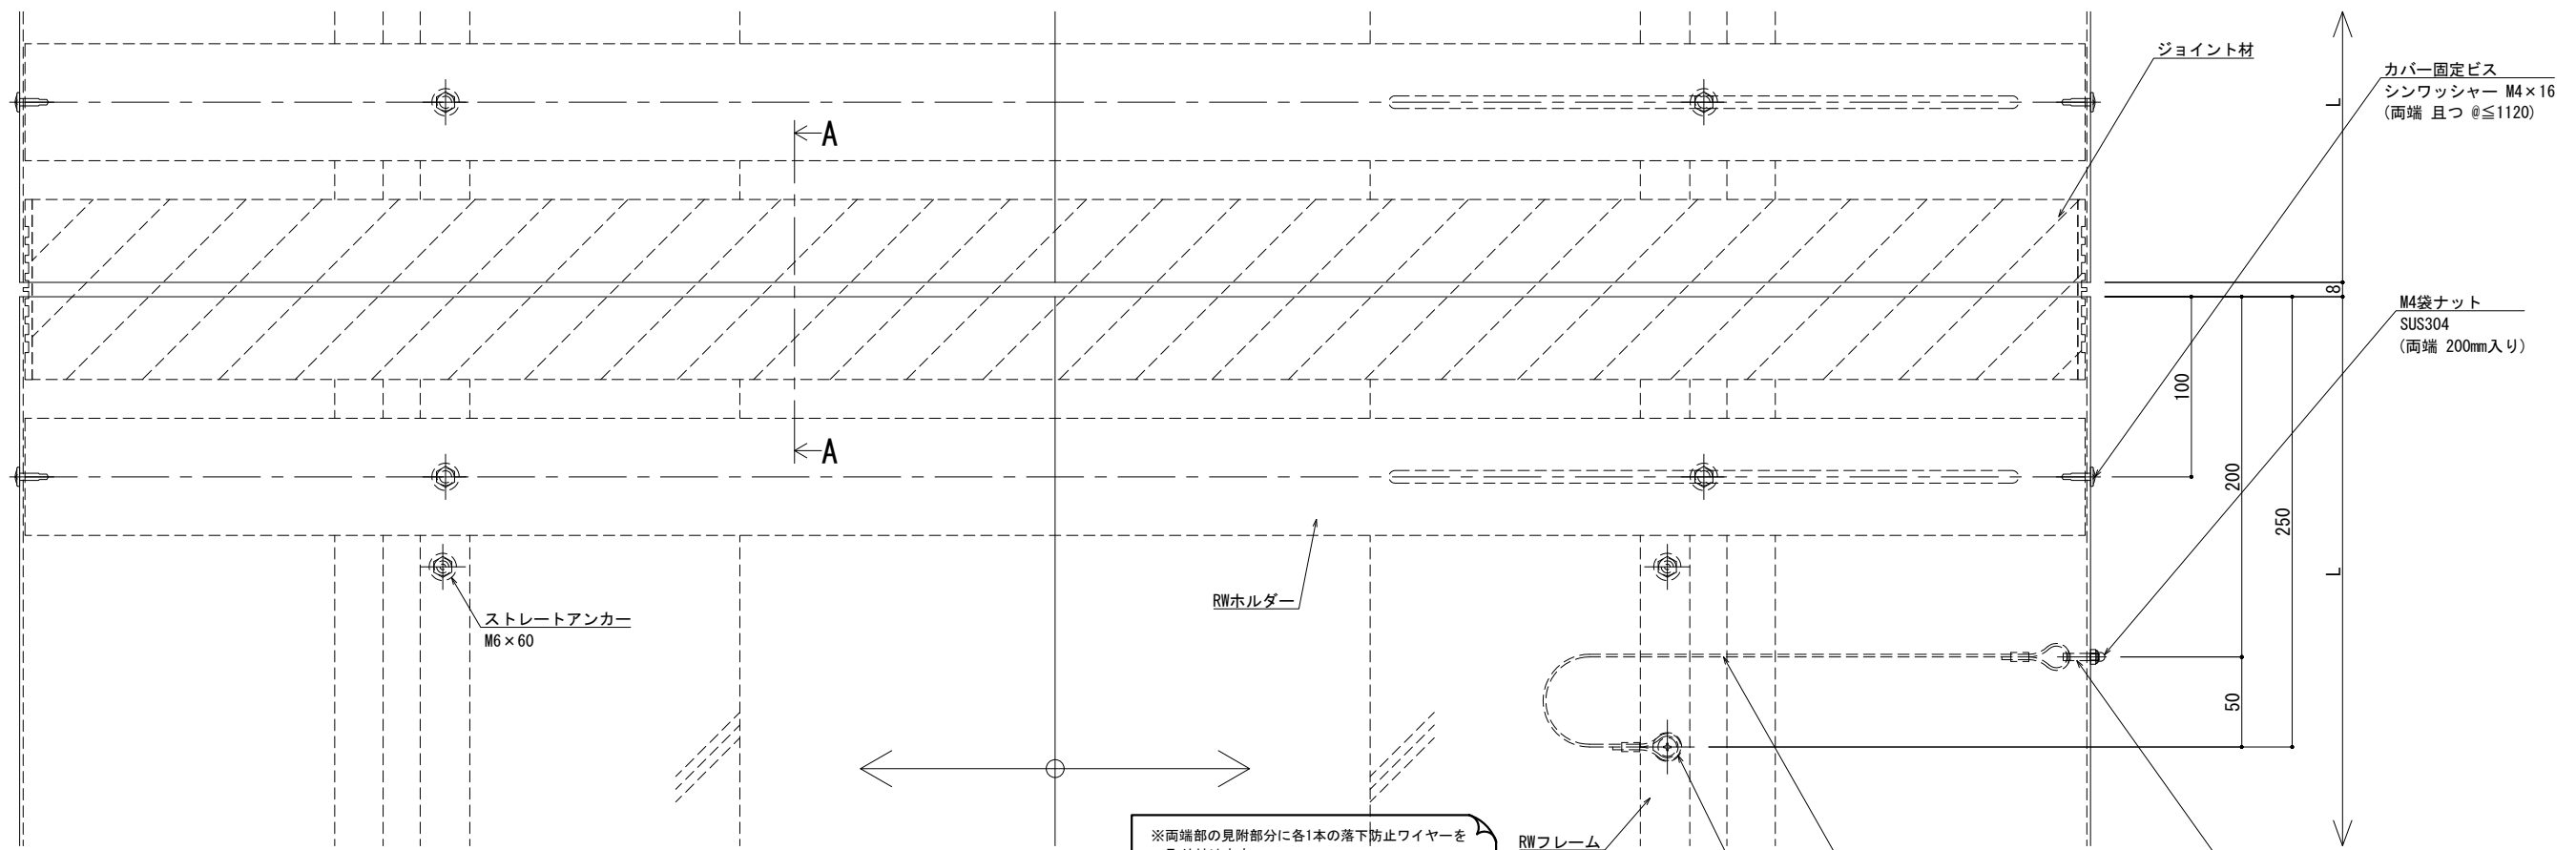 ジョイント材
カバー固定ビス
シンワッシャー M4×16
(両端 且つ @≦1120)
L
A
8
M4袋ナット
SUS304
(両端 200mm入り)
100
A
200
250
L
RWホルダー
ストレートアンカー
M6×60
50
※両端部の見附部分に各1本の落下防止ワイヤーを
RWフレーム